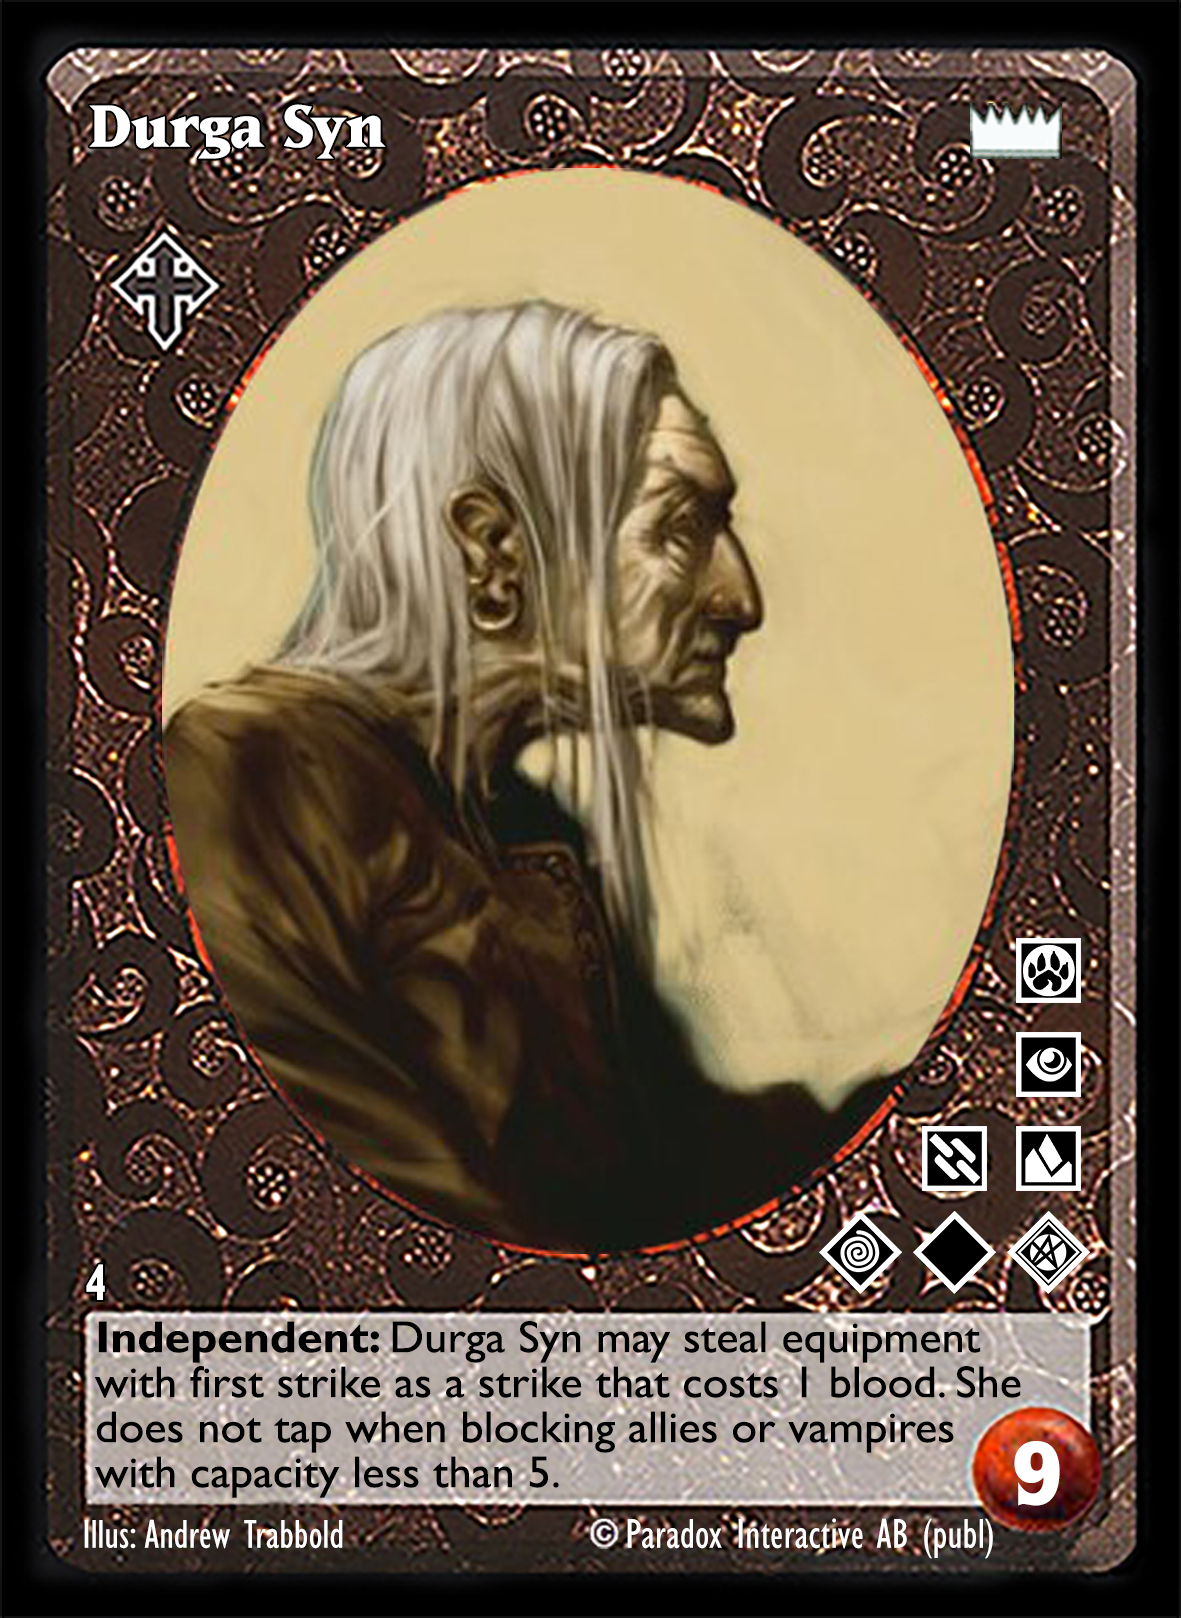 Durga Syn
4
Independent: Durga Syn may steal equipment
with first strike as a strike that costs 1 blood. She
does not tap when blocking allies or vampires
with capacity less than 5.
9
Illus: Andrew Trabbold © Paradox Interactive AB (publ)